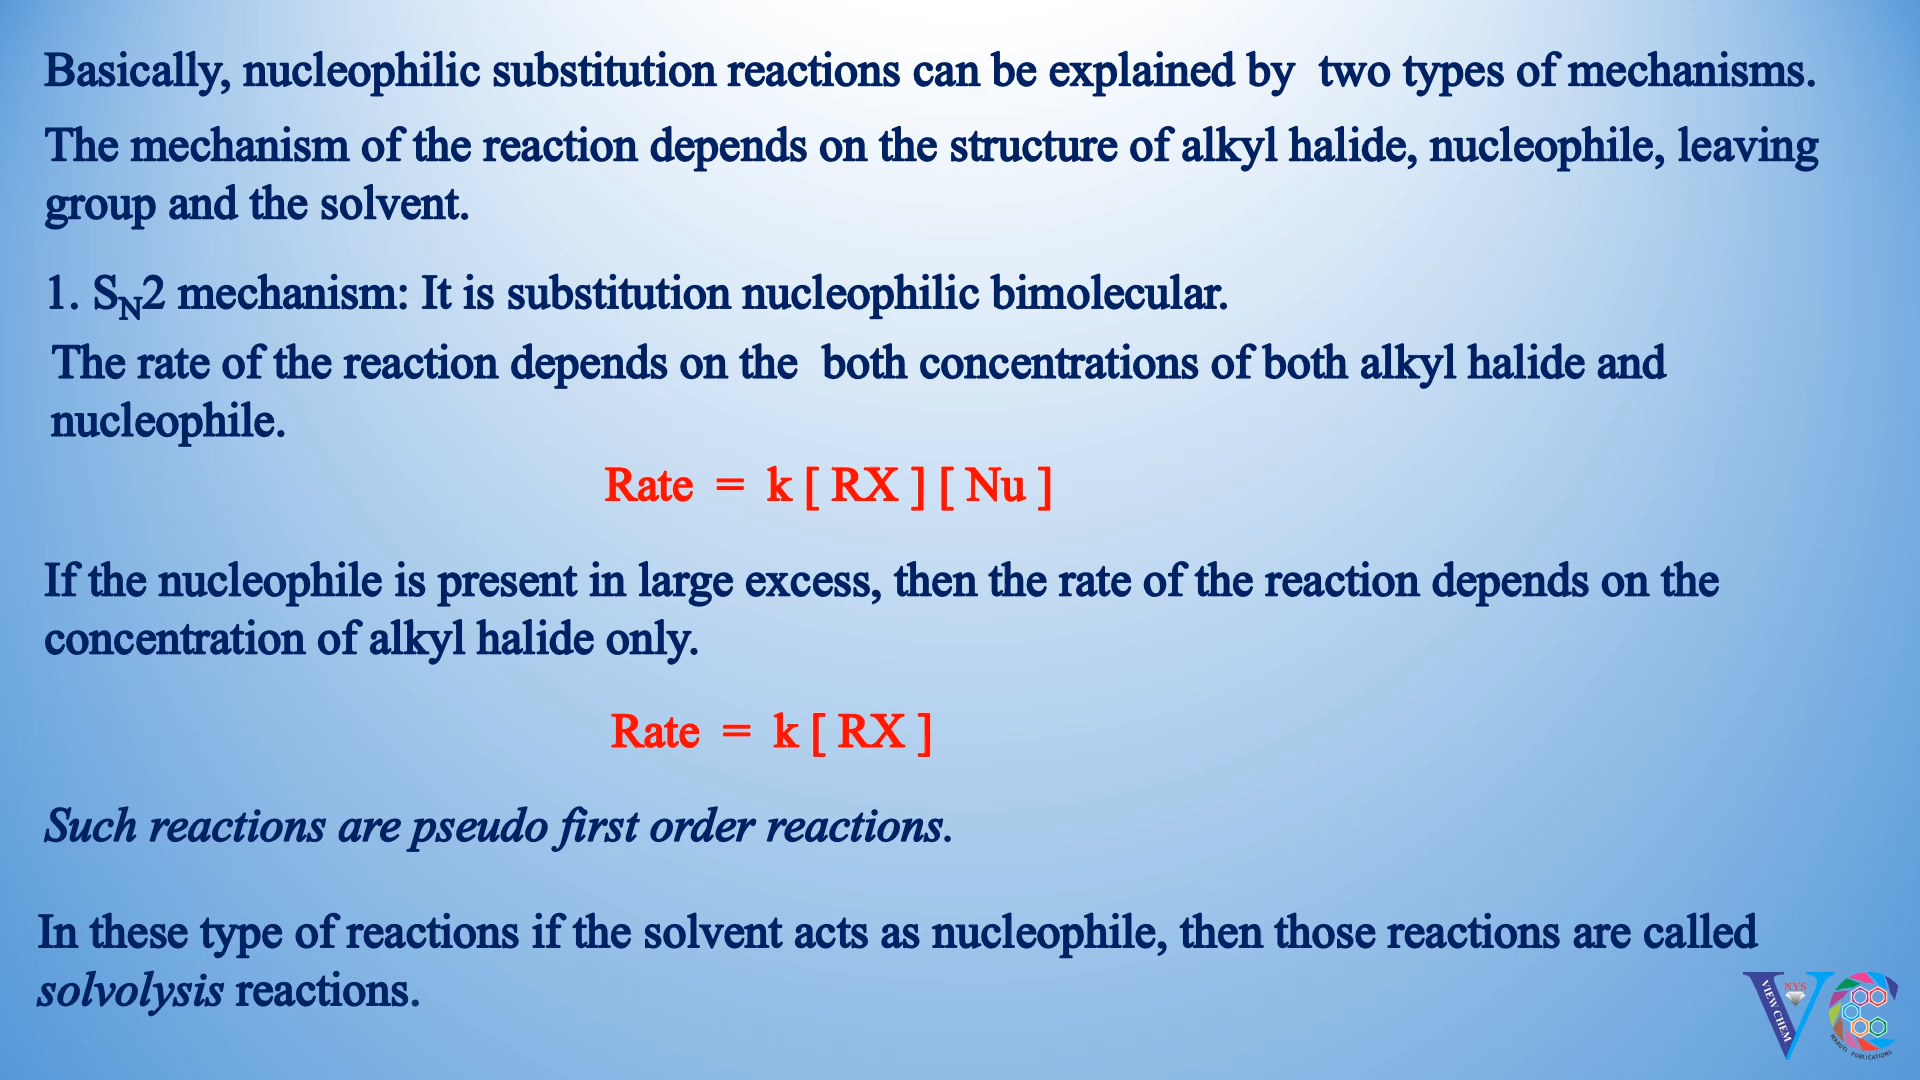 Basically, nucleophilic substitution reactions can be explained by  two types of mechanisms.
The mechanism of the reaction depends on the structure of alkyl halide, nucleophile, leaving
group and the solvent.
1. SN2 mechanism: It is substitution nucleophilic bimolecular.
The rate of the reaction depends on the  both concentrations of both alkyl halide and
nucleophile.
Rate  =  k [ RX ] [ Nu ]
If the nucleophile is present in large excess, then the rate of the reaction depends on the
concentration of alkyl halide only.
Rate  =  k [ RX ]
Such reactions are pseudo first order reactions.
In these type of reactions if the solvent acts as nucleophile, then those reactions are called
solvolysis reactions.
VIEW CHEM
NYS
MARUTI PUBLICATIONS